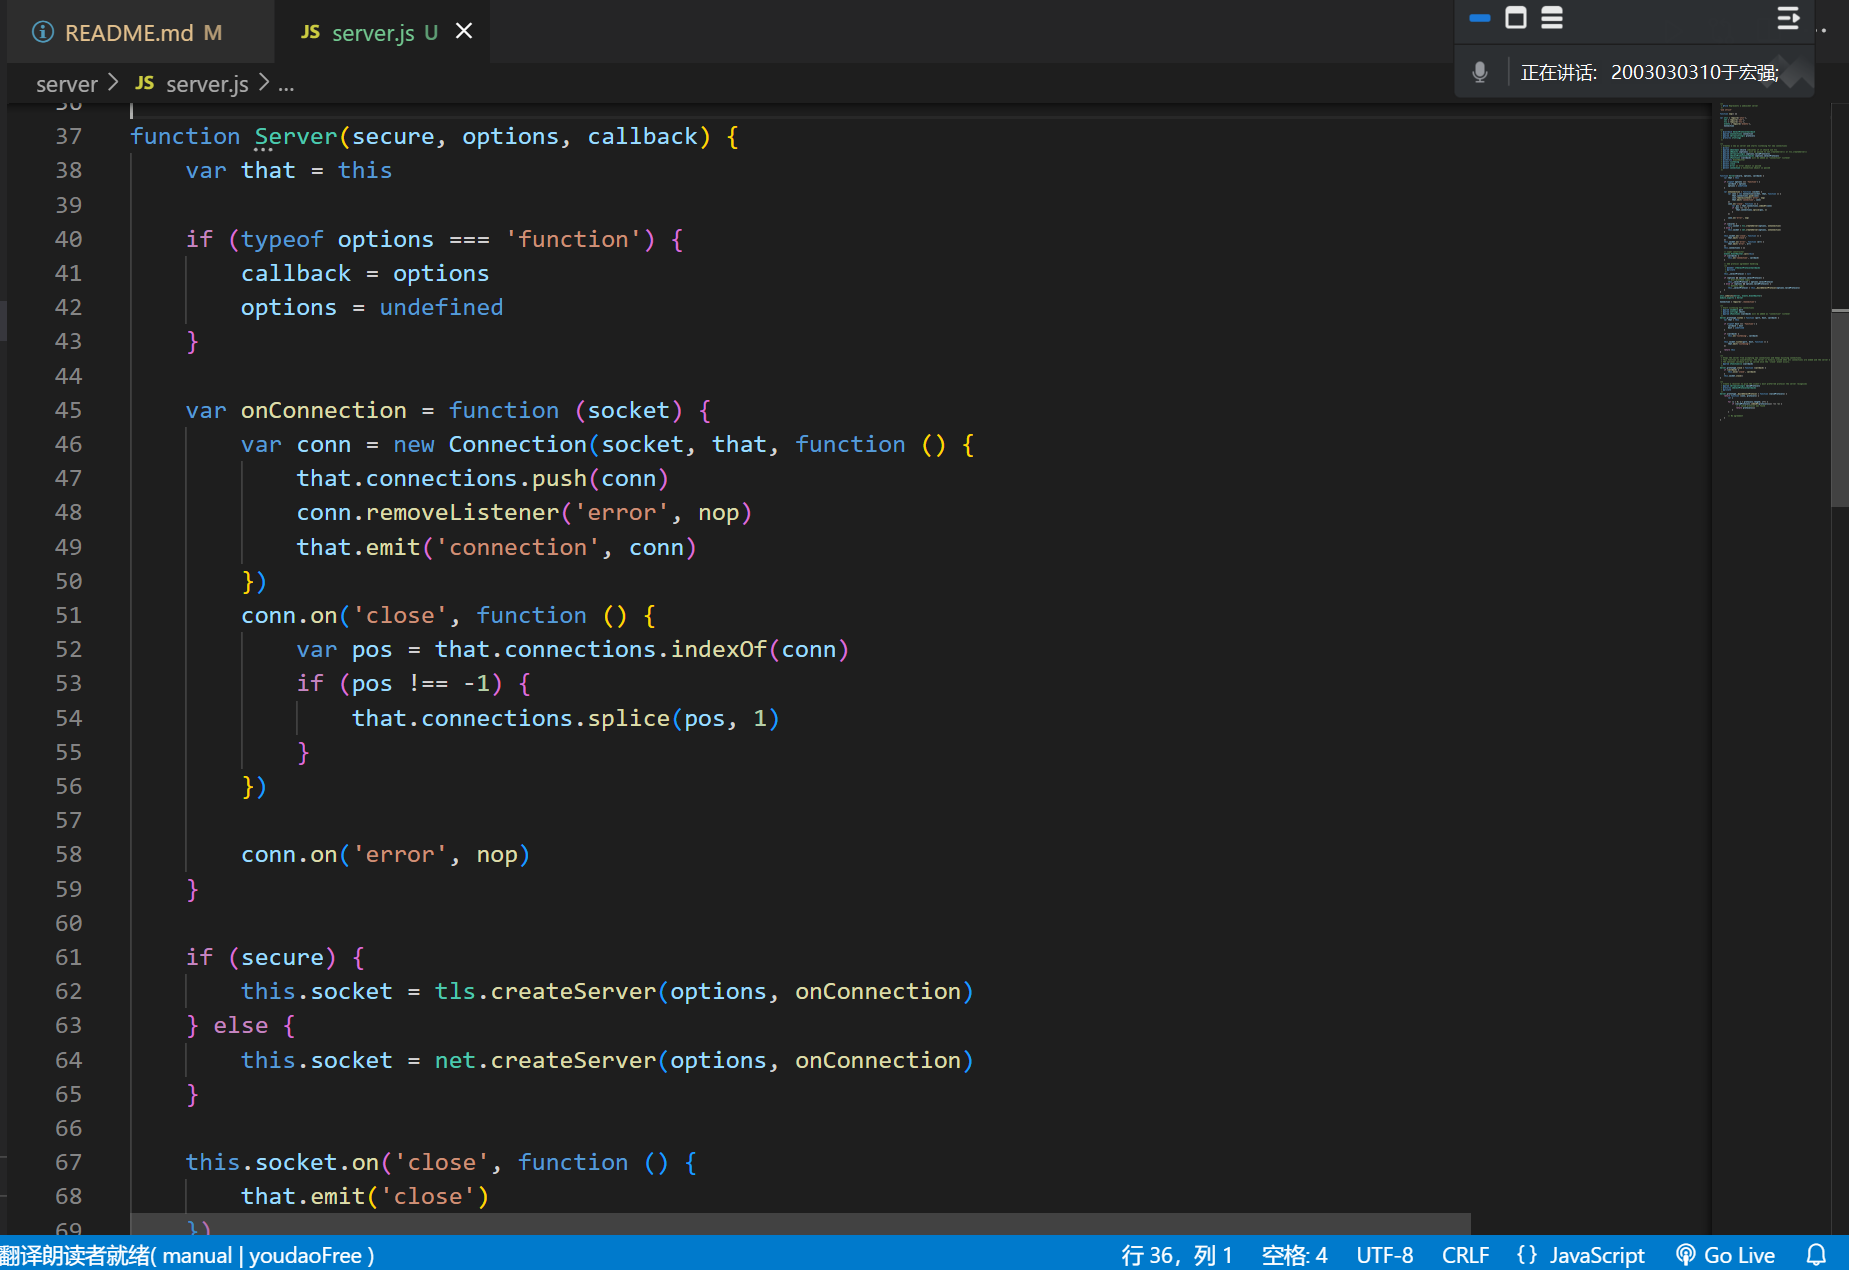 README.md M
JS server.js U
正在讲话: 2003030310于宏强;
server > JS server.js > ...
36
37 function Server(secure, options, callback) {
38     var that = this
39
40     if (typeof options === 'function') {
41         callback = options
42         options = undefined
43     }
44
45     var onConnection = function (socket) {
46         var conn = new Connection(socket, that, function () {
47             that.connections.push(conn)
48             conn.removeListener('error', nop)
49             that.emit('connection', conn)
50         })
51         conn.on('close', function () {
52             var pos = that.connections.indexOf(conn)
53             if (pos !== -1) {
54                 that.connections.splice(pos, 1)
55             }
56         })
57
58         conn.on('error', nop)
59     }
60
61     if (secure) {
62         this.socket = tls.createServer(options, onConnection)
63     } else {
64         this.socket = net.createServer(options, onConnection)
65     }
66
67     this.socket.on('close', function () {
68         that.emit('close')
69     })
翻译朗读者就绪( manual | youdaoFree )
行 36，列 1 空格: 4 UTF-8 CRLF {} JavaScript Go Live